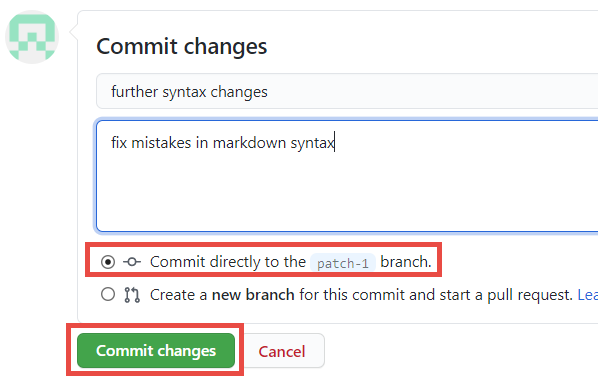 Commit changes
further syntax changes
fix mistakes in markdown syntax
Commit directly to the patch-1 branch.
Create a new branch for this commit and start a pull request. Lea
Commit changes Cancel